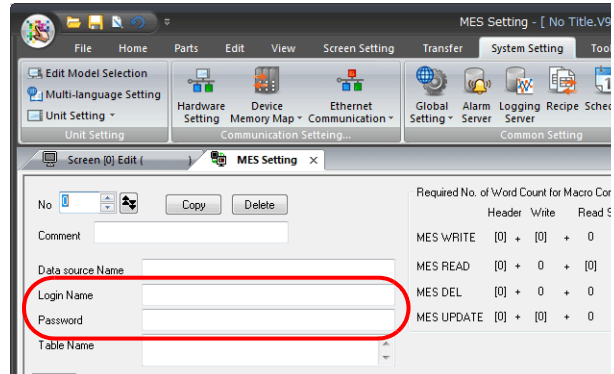 MES Setting - [ No Title.V9
File Home Parts Edit View Screen Setting Transfer System Setting Tool
Edit Model Selection
Multi-language Setting
Unit Setting
Hardware Setting
Device Memory Map
Ethernet Communication
Global Setting
Alarm Server
Logging Server
Recipe
Sched
Unit Setting
Communication Setteing...
Common Setting
Screen [0] Edit ( )
MES Setting ×
No 0 Copy Delete
Comment
Data source Name
Login Name
Password
Table Name
Required No. of Word Count for Macro Com
Header Write Read S
MES WRITE [0] + [0] + 0
MES READ [0] + 0 + [0]
MES DEL [0] + 0 + 0
MES UPDATE [0] + [0] + 0